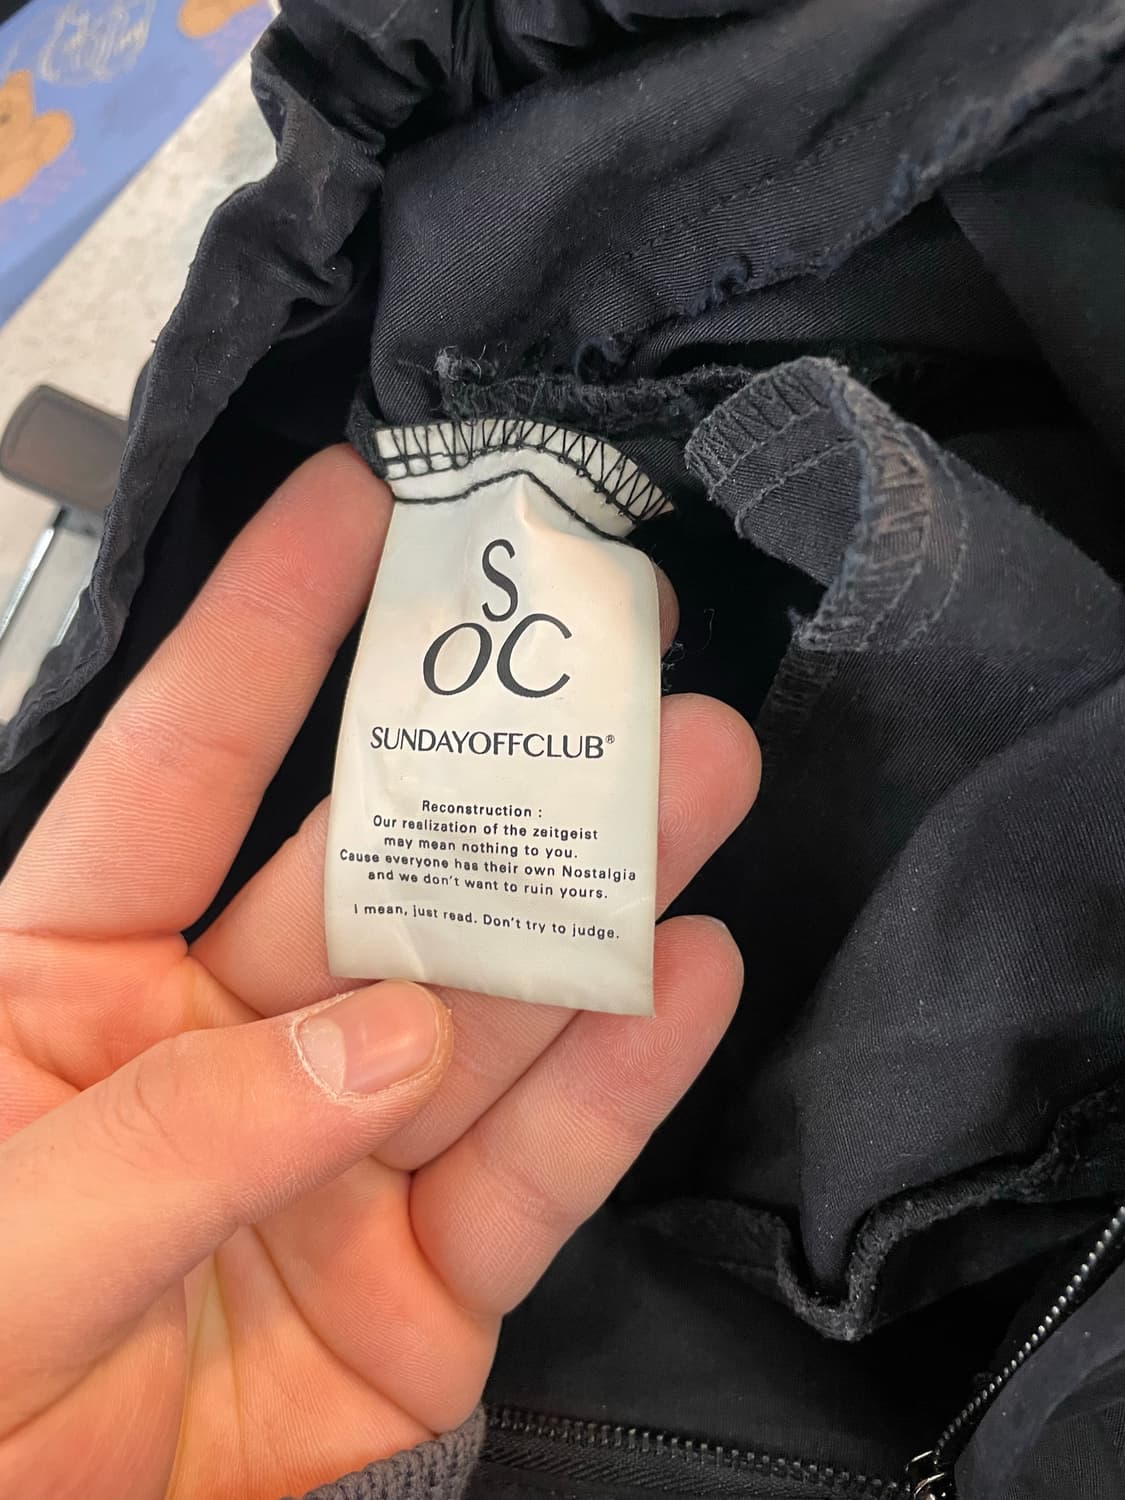 S
OC
SUNDAYOFFCLUB®
Reconstruction :
Our realization of the zeitgeist
may mean nothing to you.
Cause everyone has their own Nostalgia
and we don't want to ruin yours.
I mean, just read. Don't try to judge.